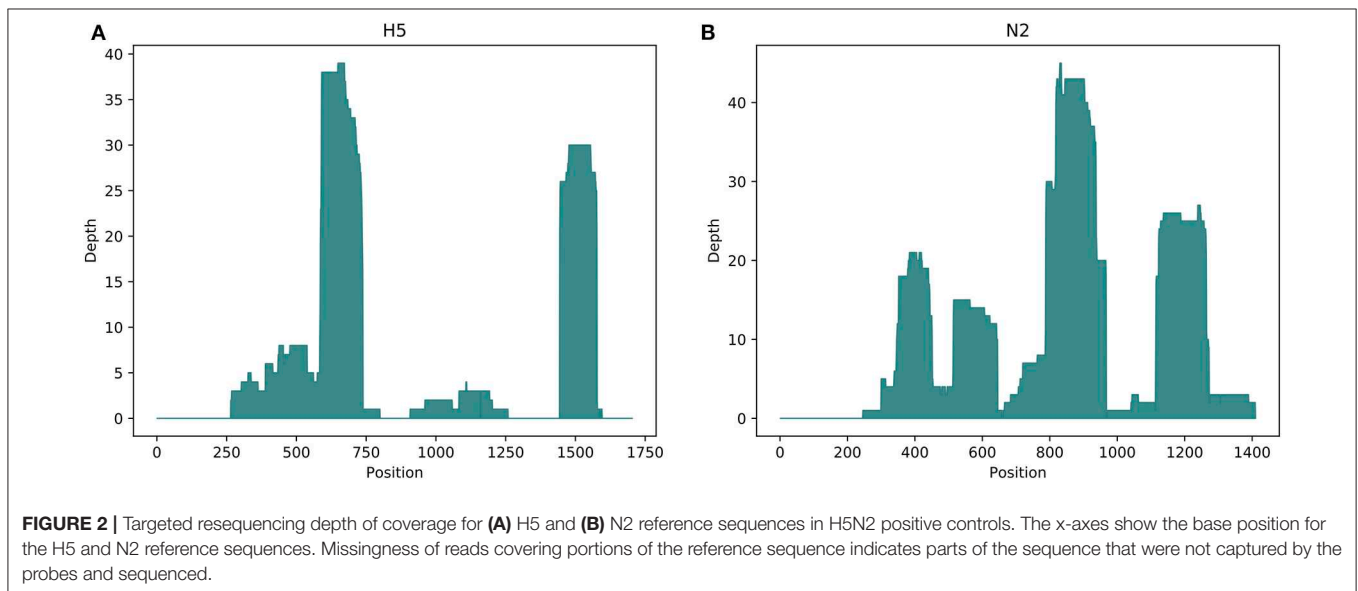 A
H5
40
35
30
25
20
15
10
5
0
Depth
0 250 500 750 1000 1250 1500 1750
Position
B
N2
40
30
20
10
0
Depth
0 200 400 600 800 1000 1200 1400
Position
FIGURE 2 | Targeted resequencing depth of coverage for (A) H5 and (B) N2 reference sequences in H5N2 positive controls. The x-axes show the base position for
the H5 and N2 reference sequences. Missingness of reads covering portions of the reference sequence indicates parts of the sequence that were not captured by the
probes and sequenced.